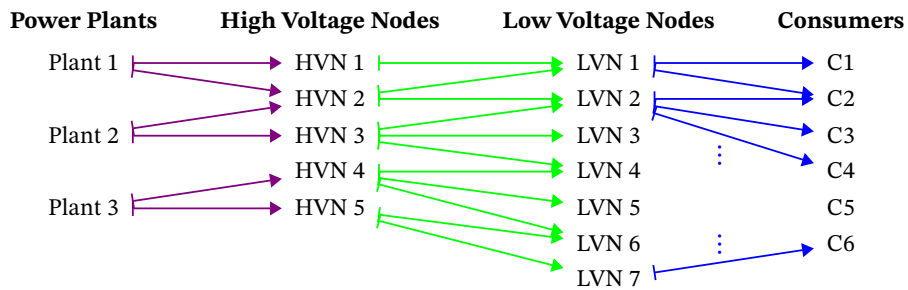 Power Plants High Voltage Nodes Low Voltage Nodes Consumers
Plant 1 HVN 1 LVN 1 C1
HVN 2 LVN 2 C2
Plant 2 HVN 3 LVN 3 C3
HVN 4 LVN 4 C4
Plant 3 HVN 5 LVN 5 C5
LVN 6 C6
LVN 7